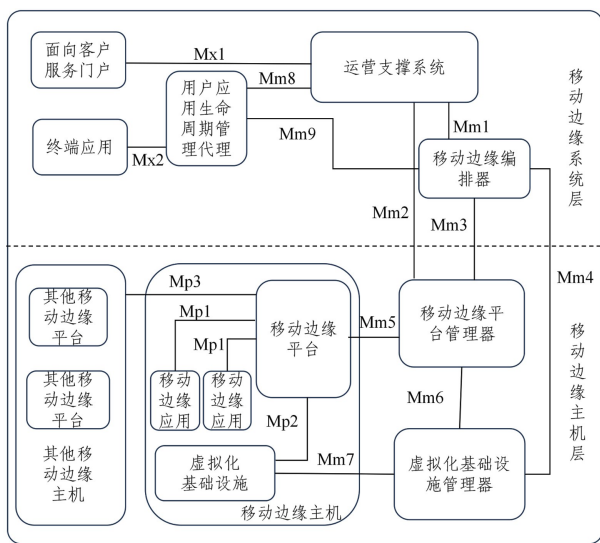 面向客户
服务门户
Mx1
运营支撑系统
Mm8
用户应
用生命
周期管
理代理
Mm9
终端应用
Mx2
Mm1
移动边缘编
排器
移动边缘系统层
Mm2
Mm3
Mm4
其他移
动边缘
平台
其他移
动边缘平台
其他移
动边缘
主机
Mp3
Mp1
Mp1
移动边缘
平台
移动
边缘
应用
移动
边缘
应用
Mp2
虚拟化
基础设施
移动边缘主机
Mm5
移动边缘平
台管理器
Mm6
Mm7
虚拟化基础设
施管理器
移动边缘主机层